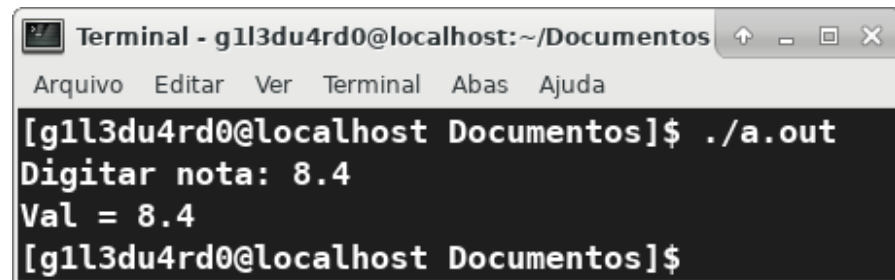 Terminal - g1l3du4rd0@localhost:~/Documentos
Arquivo Editar Ver Terminal Abas Ajuda
[g1l3du4rd0@localhost Documentos]$ ./a.out
Digitar nota: 8.4
Val = 8.4
[g1l3du4rd0@localhost Documentos]$